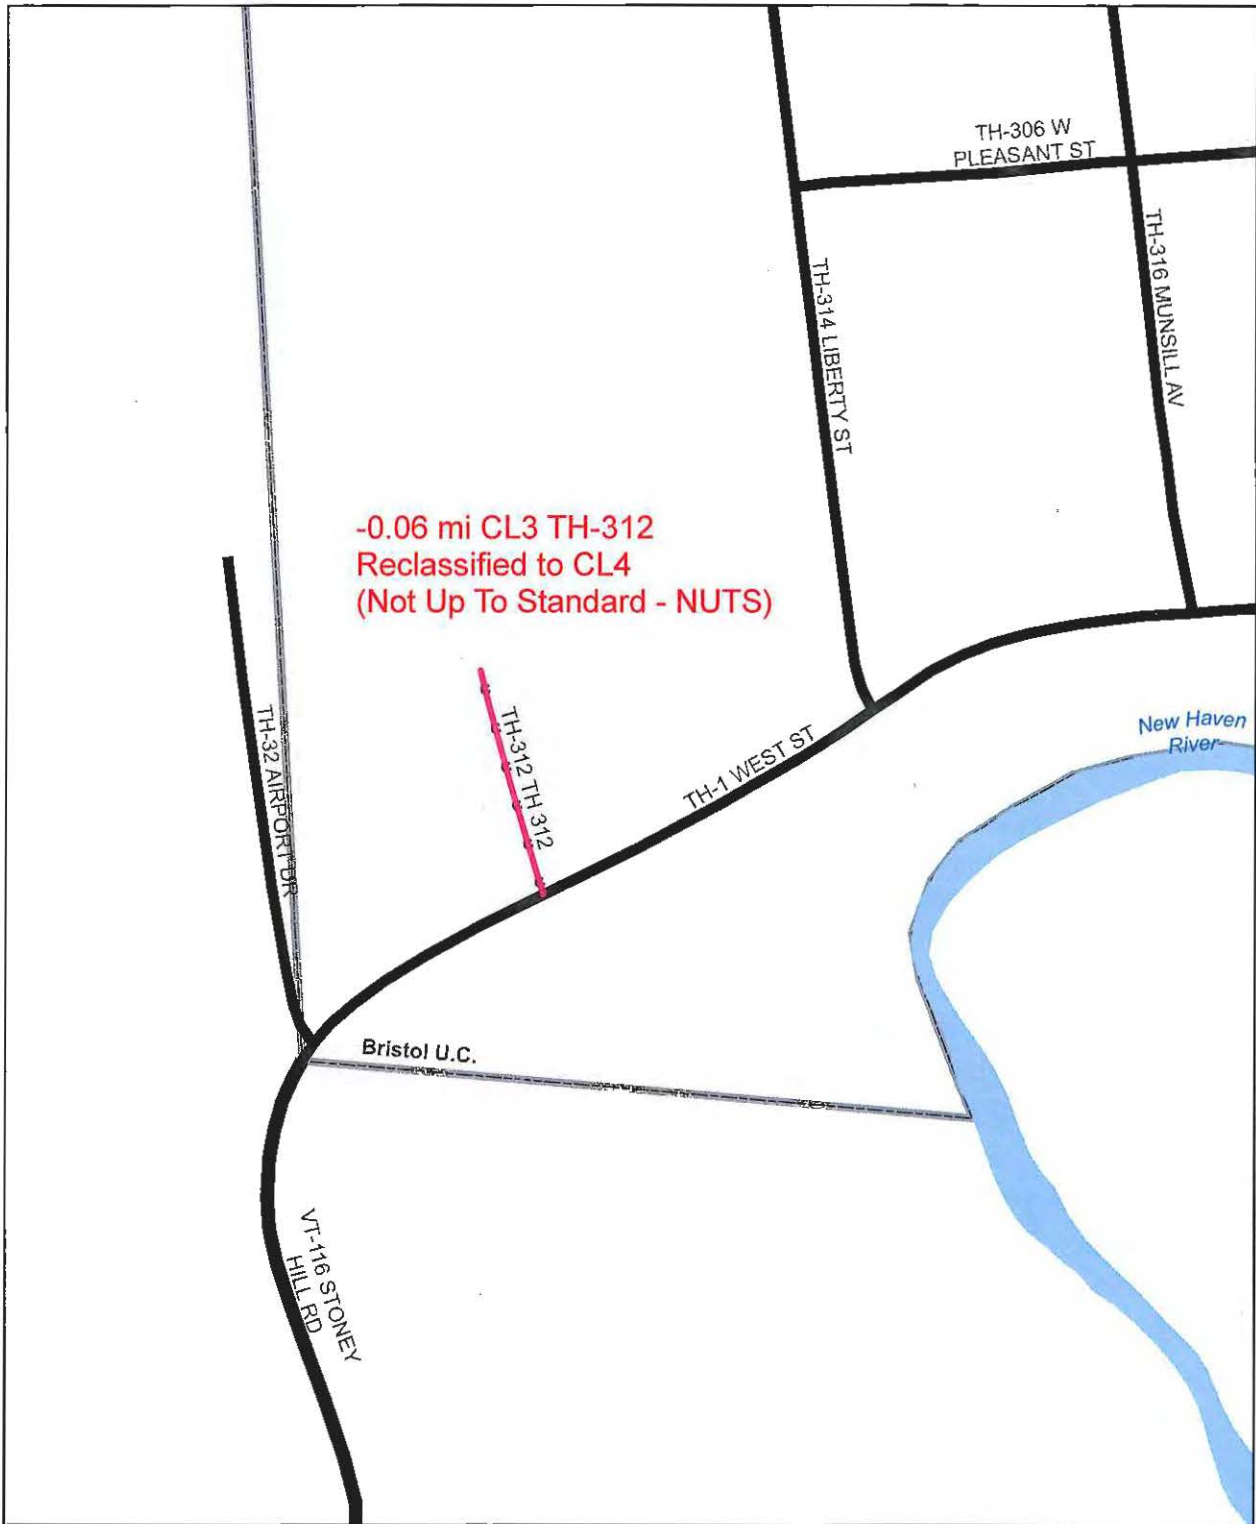 TH-306 W
PLEASANT ST
TH-316 MUNSILL AV
TH-314 LIBERTY ST
-0.06 mi CL3 TH-312
Reclassified to CL4
(Not Up To Standard - NUTS)
TH-312 TH 312
TH-32 AIRPORT DR
TH-1 WEST ST
New Haven
River
Bristol U.C.
VT-116 STONEY
HILL RD